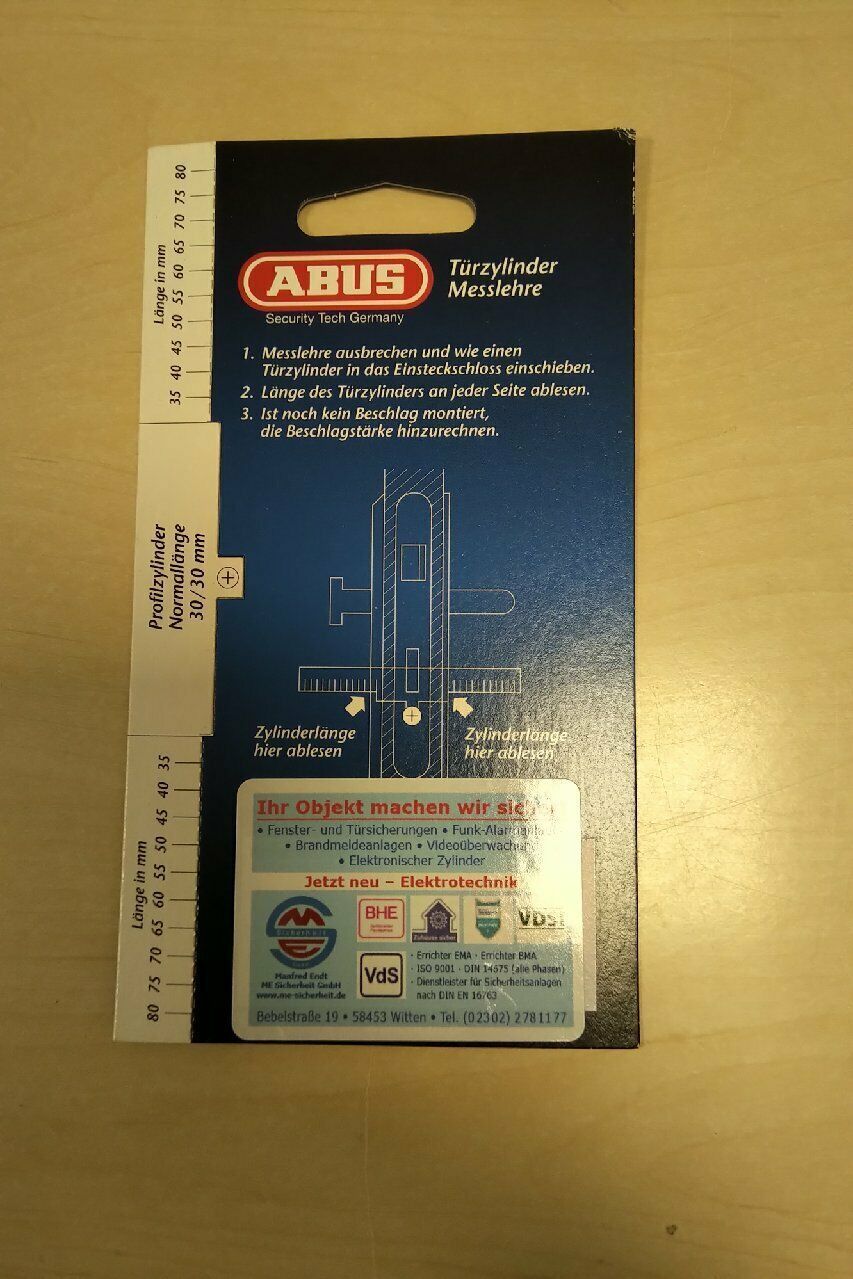 80
75
70
65
60
55
50
45
40
35
Länge in mm
ABUS
Security Tech Germany
Türzylinder
Messlehre
1. Messlehre ausbrechen und wie einen
Türzylinder in das Einsteckschloss einschieben.
2. Länge des Türzylinders an jeder Seite ablesen.
3. Ist noch kein Beschlag montiert,
die Beschlagstärke hinzurechnen.
Profilzylinder
Normallänge
30/30 mm
Zylinderlänge
hier ablesen
Zylinderlänge
hier ablesen
35
40
45
50
55
60
65
70
75
80
Länge in mm
Ihr Objekt machen wir
• Fenster- und Türsicherungen •
• Brandmeldeanlagen •
• Elektronischer Zylinder
Jetzt neu – Elektrotechnik
ME
Sicherheit
BHE
Zuhause sicher
Manfred Endt
ME Sicherheit GmbH
www.me-sicherheit.de
VdS
· Errichter EMA · Errichter BMA
· ISO 9001 · DIN 14675 (alle Phasen)
· Dienstleister für Sicherheitsanlagen
nach DIN EN 16763
Bebelstraße 19 • 58453 Witten • Tel. (02302) 2781177